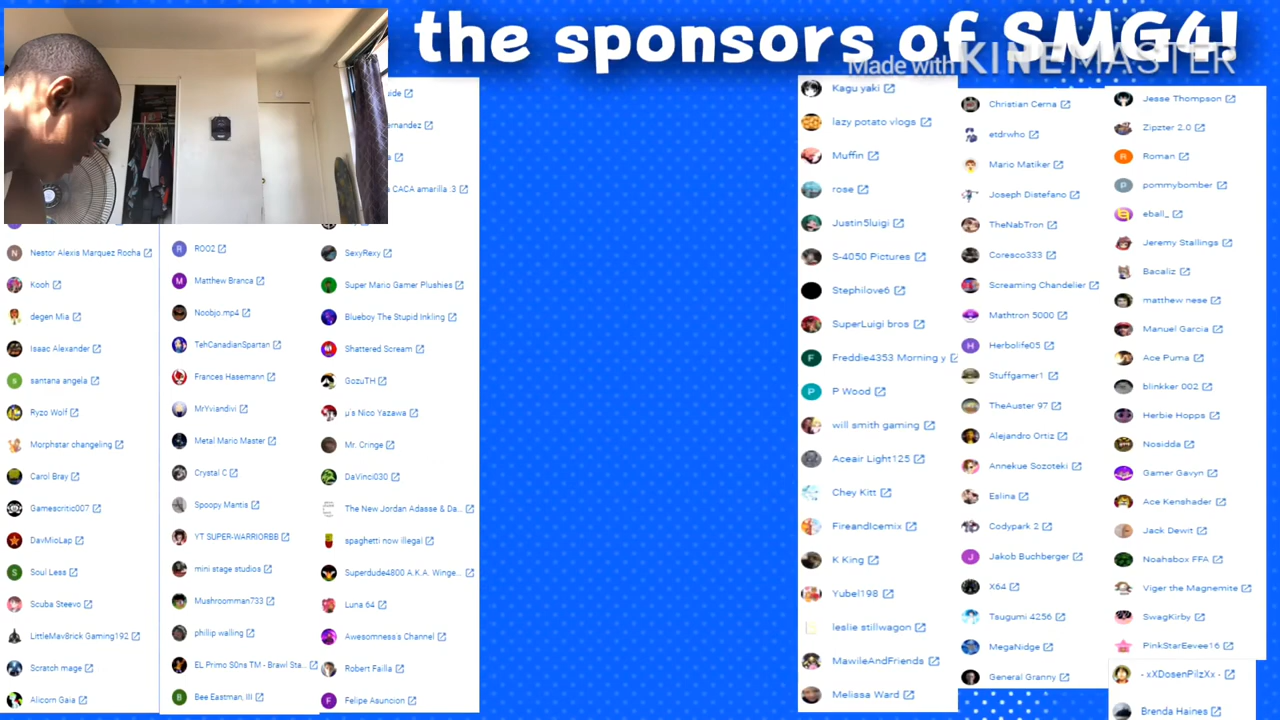 the sponsors of SMG4!
Made with KINEMASTER
CACA amarilla :3
Nestor Alexis Marquez Rocha
Kooh
degen Mia
Isaac Alexander
santana angela
Ryzo Wolf
Morphstar changeling
Carol Bray
Gamescritic007
DavMioLap
Soul Less
Scuba Steevo
LittleMav8rick Gaming192
Scratch mage
Alicorn Gaia
R
ROO2
M
Matthew Branca
Noobjo.mp4
TehCanadianSpartan
Frances Hasemann
MrYviandivi
Metal Mario Master
Crystal C
Spoopy Mantis
YT SUPER-WARRIORBB
mini stage studios
Mushroomman733
phillip walling
EL Primo S0ns TM - Brawl Sta...
B
Bee Eastman, III
SexyRexy
Super Mario Gamer Plushies
Blueboy The Stupid Inkling
Shattered Scream
GozuTH
µ's Nico Yazawa
Mr. Cringe
DaVinci030
The New Jordan Adasse & Da...
spaghetti now illegal
Superdude4800 A.K.A. Winge...
Luna 64
Awesomness's Channel
Robert Failla
F
Felipe Asuncion
Kagu yaki
lazy potato vlogs
Muffin
rose
Justin5luigi
S-4050 Pictures
Stephilove6
SuperLuigi bros
F
Freddie4353 Morning y
P
P Wood
will smith gaming
Aceair Light125
Chey Kitt
FireandIcemix
K King
Yubel198
leslie stillwagon
MawileAndFriends
Melissa Ward
Christian Cerna
etdrwho
Mario Matiker
Joseph Distefano
TheNabTron
Coresco333
Screaming Chandelier
Mathtron 5000
H
Herbolife05
Stuffgamer1
TheAuster 97
Alejandro Ortiz
Annekue Sozoteki
Eslina
Codypark 2
J
Jakob Buchberger
X64
Tsugumi 4256
MegaNidge
General Granny
Jesse Thompson
Zipzter 2.0
R
Roman
P
pommybomber
eball_
Jeremy Stallings
Bacaliz
matthew nese
Manuel Garcia
Ace Puma
blinkker 002
Herbie Hopps
Nosidda
Gamer Gavyn
Ace Kenshader
Jack Dewit
Noahsbox FFA
Viger the Magnemite
SwagKirby
PinkStarEevee16
- xXDosenPilzXx -
Brenda Haines